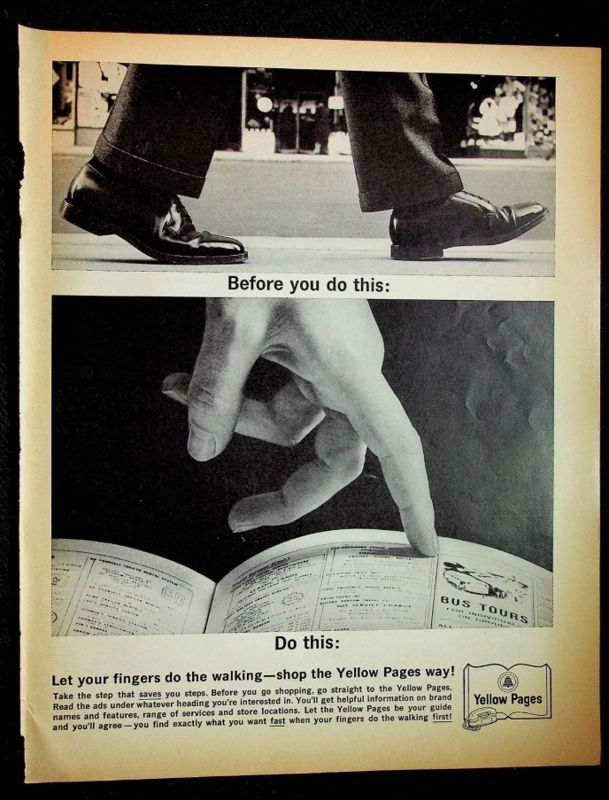 Before you do this:
BUS TOURS
Do this:
Let your fingers do the walking—shop the Yellow Pages way!
Take the step that saves you steps. Before you go shopping, go straight to the Yellow Pages.
Read the ads under whatever heading you're interested in. You'll get helpful information on brand
names and features, range of services and store locations. Let the Yellow Pages be your guide
and you'll agree—you find exactly what you want fast when your fingers do the walking first!
Yellow Pages